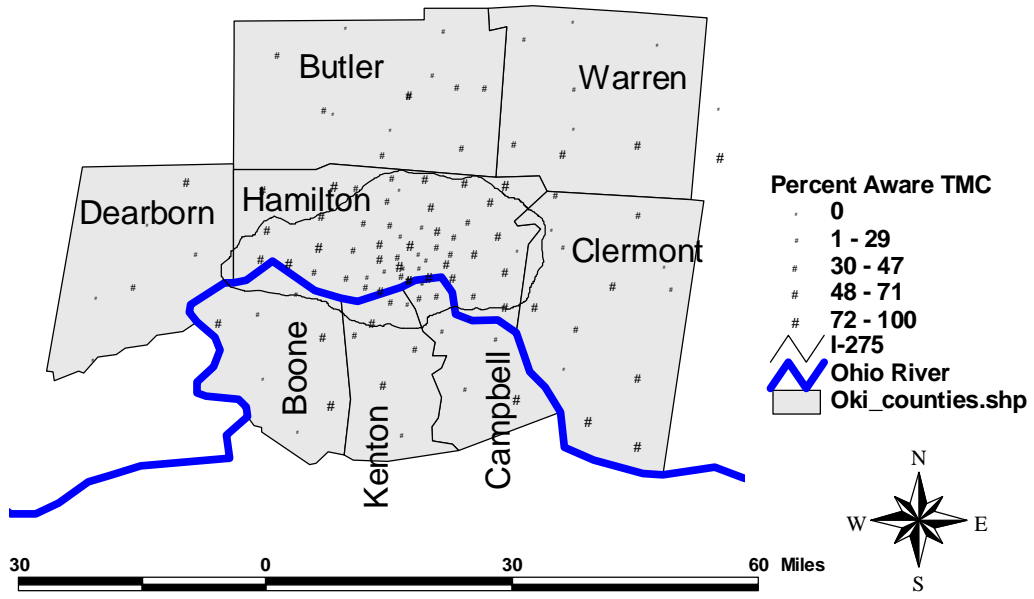 Butler
Warren
Dearborn
Hamilton
Clermont
Boone
Kenton
Campbell
Percent Aware TMC
0
1 - 29
# 30 - 47
# 48 - 71
# 72 - 100
I-275
Ohio River
Oki_counties.shp
N
W E
S
30 0 30 60 Miles